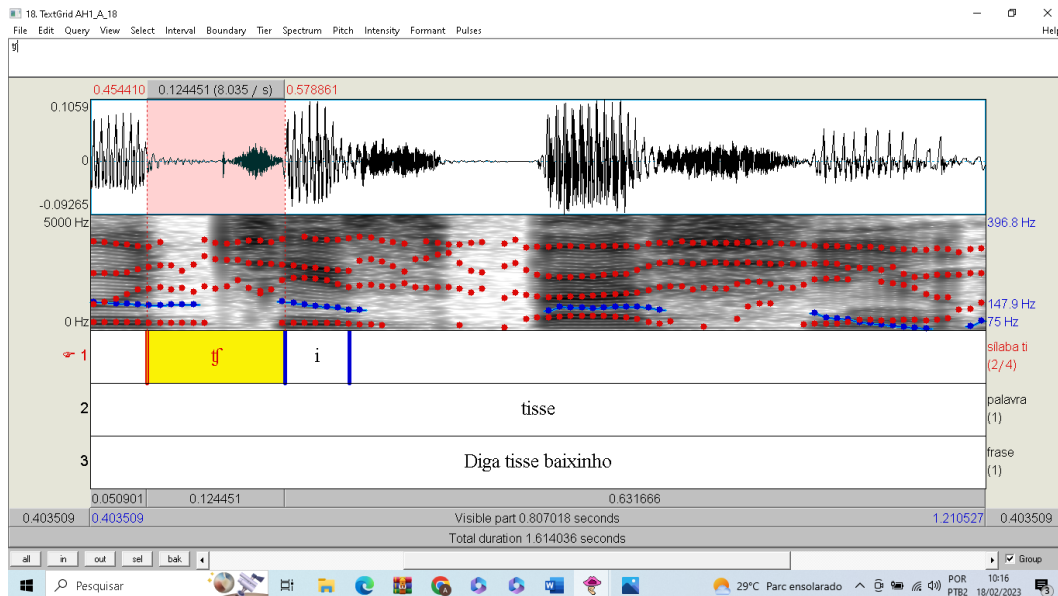 18. TextGrid AH1_A_18
File Edit Query View Select Interval Boundary Tier Spectrum Pitch Intensity Formant Pulses Help
tʃ
0.454410 0.124451 (8.035 / s) 0.578861
0.1059
0
-0.09265
5000 Hz 396.8 Hz
147.9 Hz
0 Hz 75 Hz
1 tʃ i sílaba ti
(2/4)
2 tisse palavra
(1)
3 Diga tisse baixinho frase
(1)
0.050901 0.124451 0.631666
0.403509 0.403509 Visible part 0.807018 seconds 1.210527 0.403509
Total duration 1.614036 seconds
all in out sel bak Group
Pesquisar 29°C Parc ensolarado POR 10:16
PTB2 18/02/2023 3